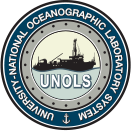 UNIVERSITY-NATIONAL OCEANOGRAPHIC LABORATORY SYSTEM
UNOLS